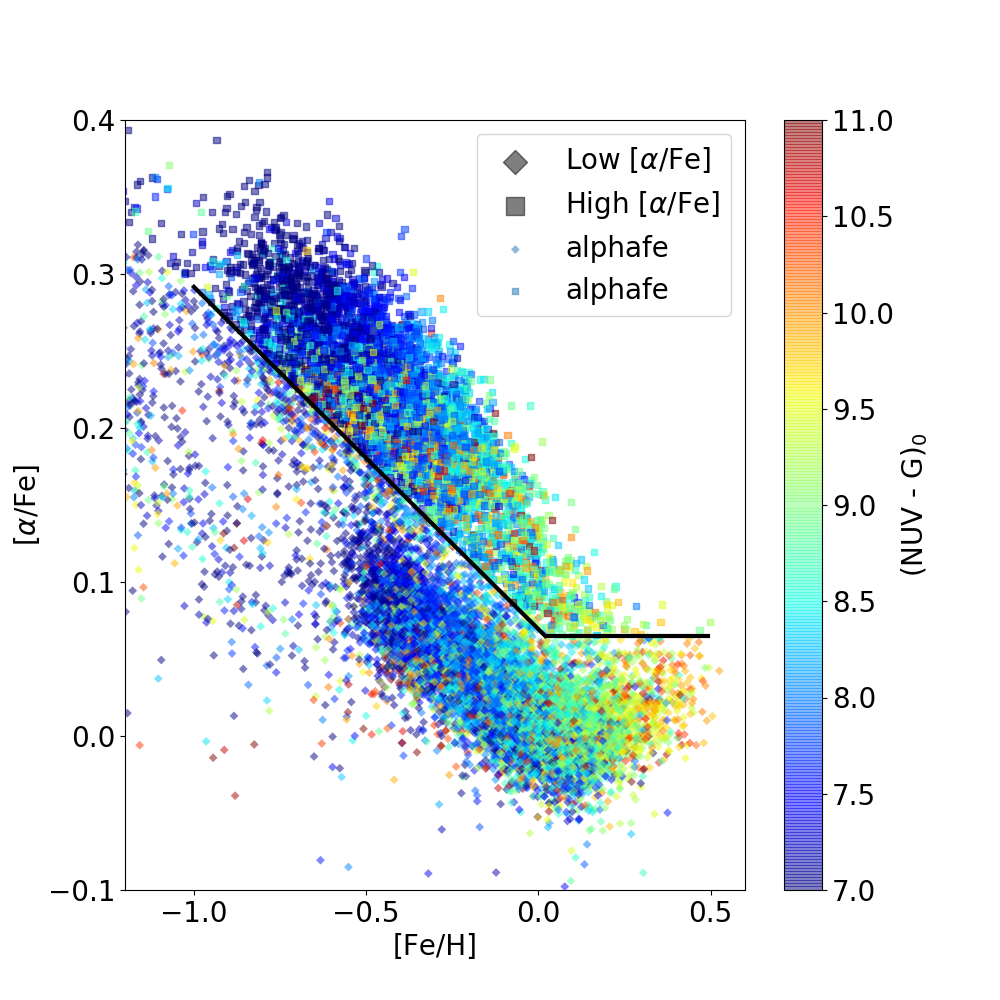 0.4
0.3
0.2
0.1
0.0
−0.1
[α/Fe]
−1.0
−0.5
0.0
0.5
[Fe/H]
Low [α/Fe]
High [α/Fe]
alphafe
alphafe
11.0
10.5
10.0
9.5
9.0
8.5
8.0
7.5
7.0
(NUV - G)₀